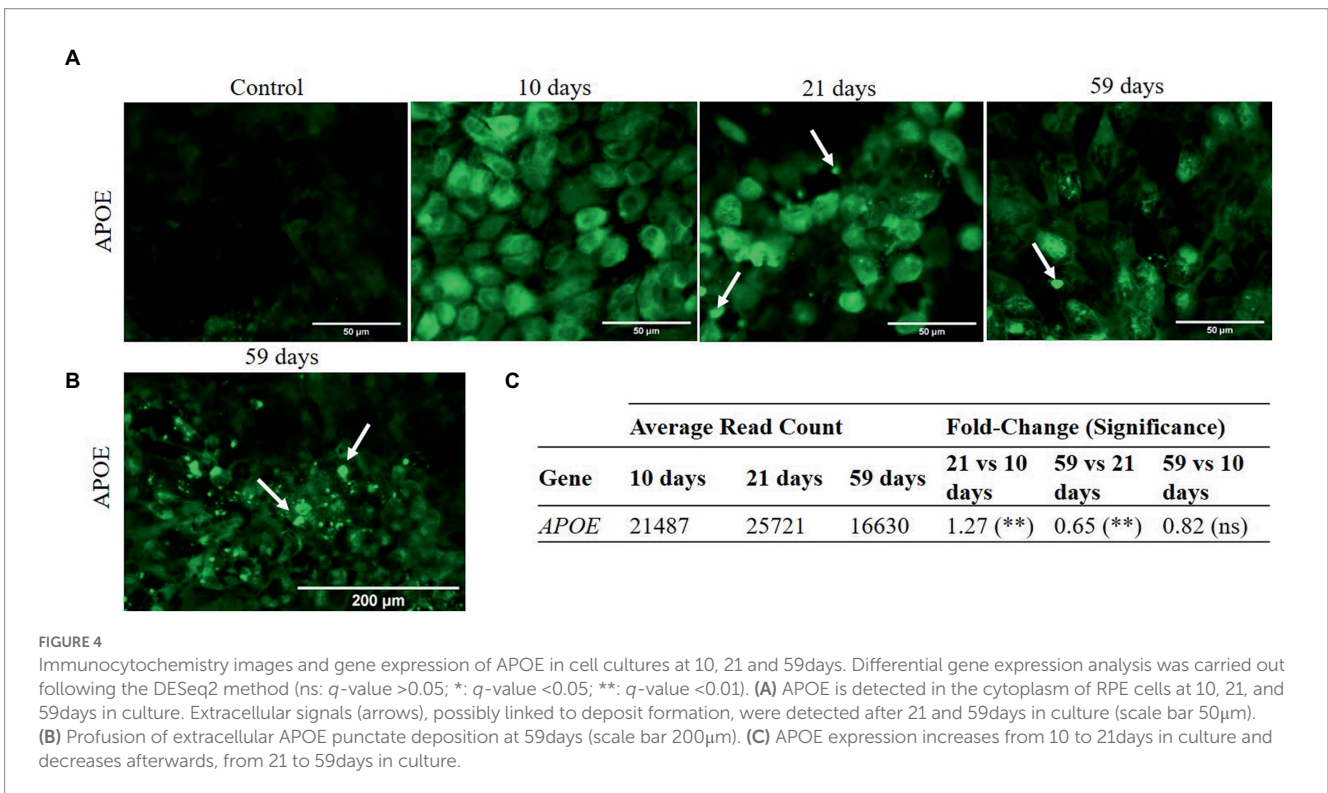 A
Control
10 days
21 days
59 days
APOE
50 µm
50 µm
50 µm
50 µm
B
59 days
APOE
200 µm
C
Average Read Count Fold-Change (Significance)
Gene 10 days 21 days 59 days 21 vs 10 days 59 vs 21 days 59 vs 10 days
APOE 21487 25721 16630 1.27 (**) 0.65 (**) 0.82 (ns)
FIGURE 4
Immunocytochemistry images and gene expression of APOE in cell cultures at 10, 21 and 59days. Differential gene expression analysis was carried out
following the DESeq2 method (ns: q-value >0.05; *: q-value <0.05; **: q-value <0.01). (A) APOE is detected in the cytoplasm of RPE cells at 10, 21, and
59days in culture. Extracellular signals (arrows), possibly linked to deposit formation, were detected after 21 and 59days in culture (scale bar 50µm).
(B) Profusion of extracellular APOE punctate deposition at 59days (scale bar 200µm). (C) APOE expression increases from 10 to 21days in culture and
decreases afterwards, from 21 to 59days in culture.